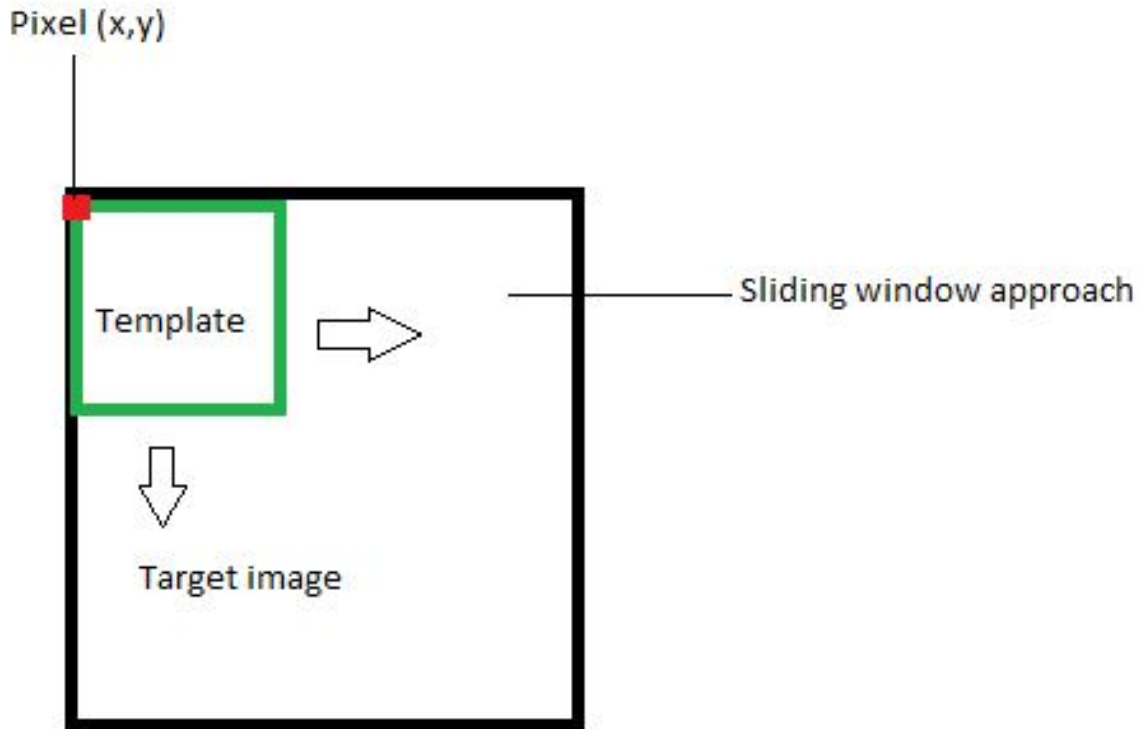 Pixel (x,y)
Sliding window approach
Template
Target image